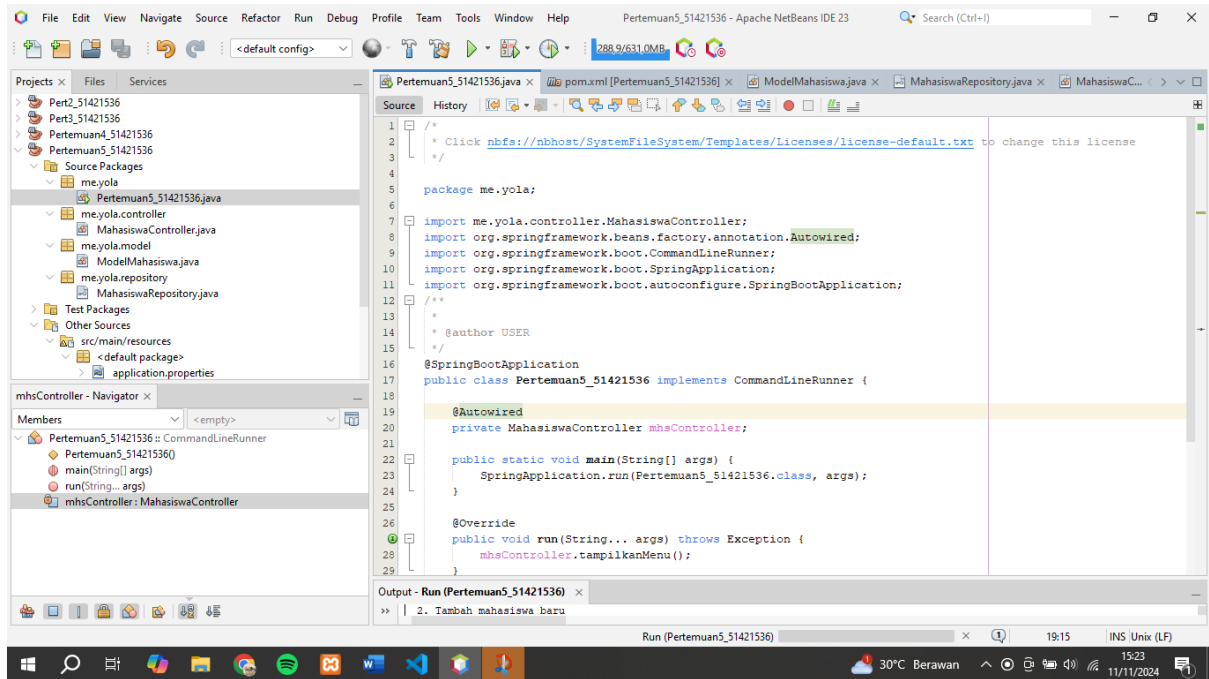 File Edit View Navigate Source Refactor Run Debug Profile Team Tools Window Help Pertemuan5_51421536 - Apache NetBeans IDE 23 Search (Ctrl+I)
<default config> 288,9/631,0MB
Projects Files Services
Pert2_51421536
Pert3_51421536
Pertemuan4_51421536
Pertemuan5_51421536
Source Packages
me.yola
Pertemuan5_51421536.java
me.yola.controller
MahasiswaController.java
me.yola.model
ModelMahasiswa.java
me.yola.repository
MahasiswaRepository.java
Test Packages
Other Sources
src/main/resources
<default package>
application.properties
mhsController - Navigator
Members <empty>
Pertemuan5_51421536 :: CommandLineRunner
Pertemuan5_51421536()
main(String[] args)
run(String... args)
mhsController : MahasiswaController
Pertemuan5_51421536.java pom.xml [Pertemuan5_51421536] ModelMahasiswa.java MahasiswaRepository.java MahasiswaC...
Source History
1 /*
2 * Click nbfs://nbhost/SystemFileSystem/Templates/Licenses/license-default.txt to change this license
3 */
4
5 package me.yola;
6
7 import me.yola.controller.MahasiswaController;
8 import org.springframework.beans.factory.annotation.Autowired;
9 import org.springframework.boot.CommandLineRunner;
10 import org.springframework.boot.SpringApplication;
11 import org.springframework.boot.autoconfigure.SpringBootApplication;
12 /**
13 *
14 * @author USER
15 */
16 @SpringBootApplication
17 public class Pertemuan5_51421536 implements CommandLineRunner {
18
19 @Autowired
20 private MahasiswaController mhsController;
21
22 public static void main(String[] args) {
23 SpringApplication.run(Pertemuan5_51421536.class, args);
24 }
25
26 @Override
public void run(String... args) throws Exception {
28 mhsController.tampilkanMenu();
29 }
Output - Run (Pertemuan5_51421536)
2. Tambah mahasiswa baru
Run (Pertemuan5_51421536) 1 19:15 INS Unix (LF)
30°C Berawan 15:23
11/11/2024